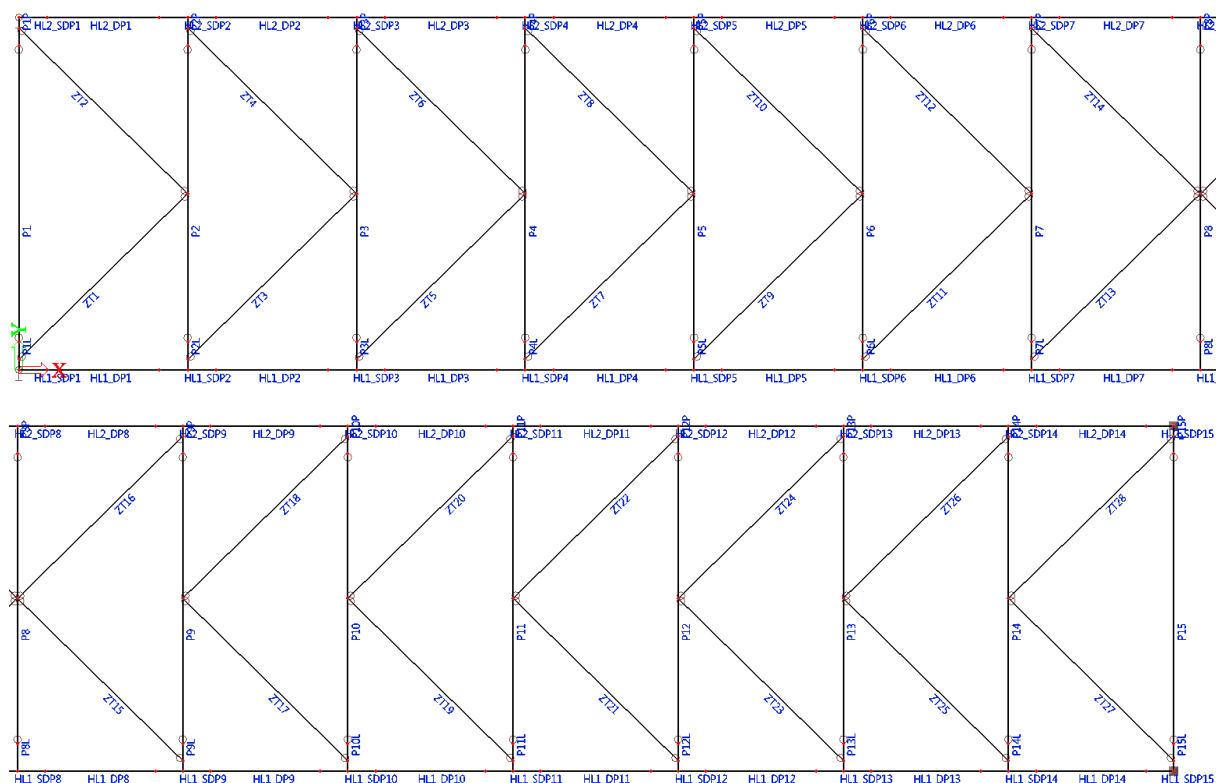 HL2_SDP1 HL2_DP1 HL2_SDP2 HL2_DP2 HL2_SDP3 HL2_DP3 HL2_SDP4 HL2_DP4 HL2_SDP5 HL2_DP5 HL2_SDP6 HL2_DP6 HL2_SDP7 HL2_DP7
ZT2 ZT4 ZT6 ZT8 ZT10 ZT12 ZT14
P1 P2 P3 P4 P5 P6 P7 P8
ZT1 ZT3 ZT5 ZT7 ZT9 ZT11 ZT13
Y
P1L P2L P3L P4L P5L P6L P7L P8L
X
HL1_SDP1 HL1_DP1 HL1_SDP2 HL1_DP2 HL1_SDP3 HL1_DP3 HL1_SDP4 HL1_DP4 HL1_SDP5 HL1_DP5 HL1_SDP6 HL1_DP6 HL1_SDP7 HL1_DP7
P15P
HL2_SDP8 HL2_DP8 HL2_SDP9 HL2_DP9 HL2_SDP10 HL2_DP10 HL2_SDP11 HL2_DP11 HL2_SDP12 HL2_DP12 HL2_SDP13 HL2_DP13 HL2_SDP14 HL2_DP14
ZT16 ZT18 ZT20 ZT22 ZT24 ZT26 ZT28
P8 P9 P10 P11 P12 P13 P14 P15
ZT15 ZT17 ZT19 ZT21 ZT23 ZT25 ZT27
P8L P9L P10L P11L P12L P13L P14L P15L
HL1_SDP8 HL1_DP8 HL1_SDP9 HL1_DP9 HL1_SDP10 HL1_DP10 HL1_SDP11 HL1_DP11 HL1_SDP12 HL1_DP12 HL1_SDP13 HL1_DP13 HL1_SDP14 HL1_DP14 HL1_SDP15